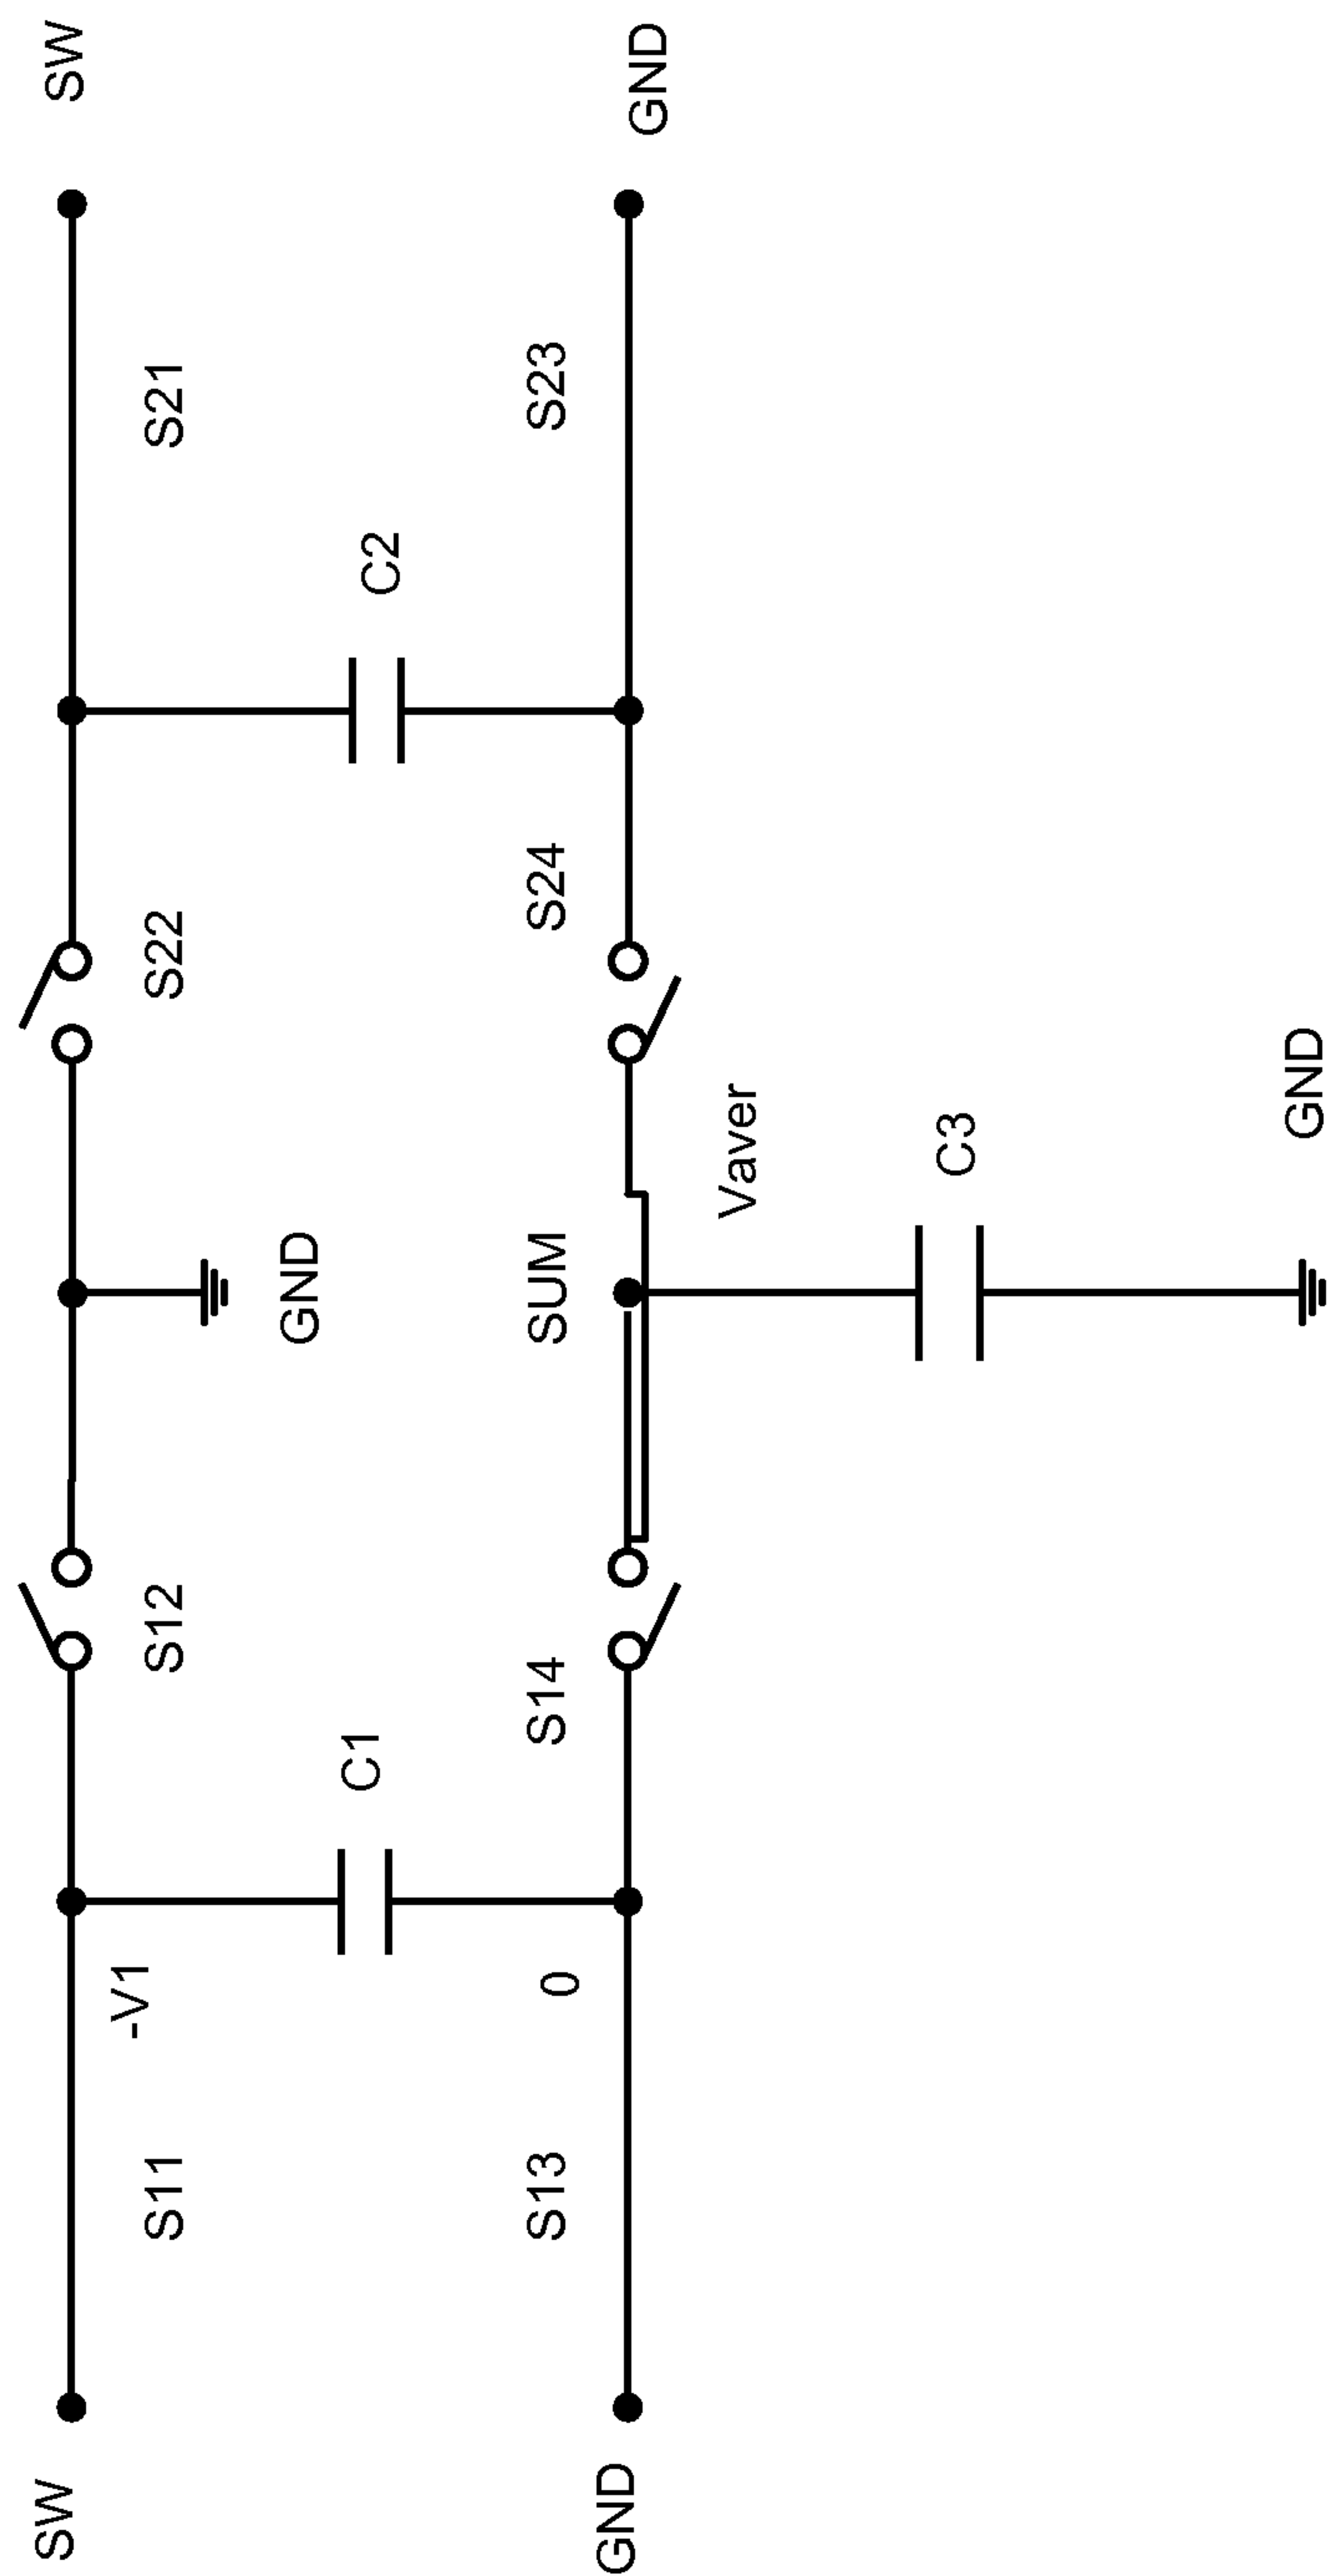 SW
S11
-V1
S12
GND
S22
S21
SW
C1
C2
GND
S13
0
S14
SUM
S24
S23
GND
Vaver
C3
GND